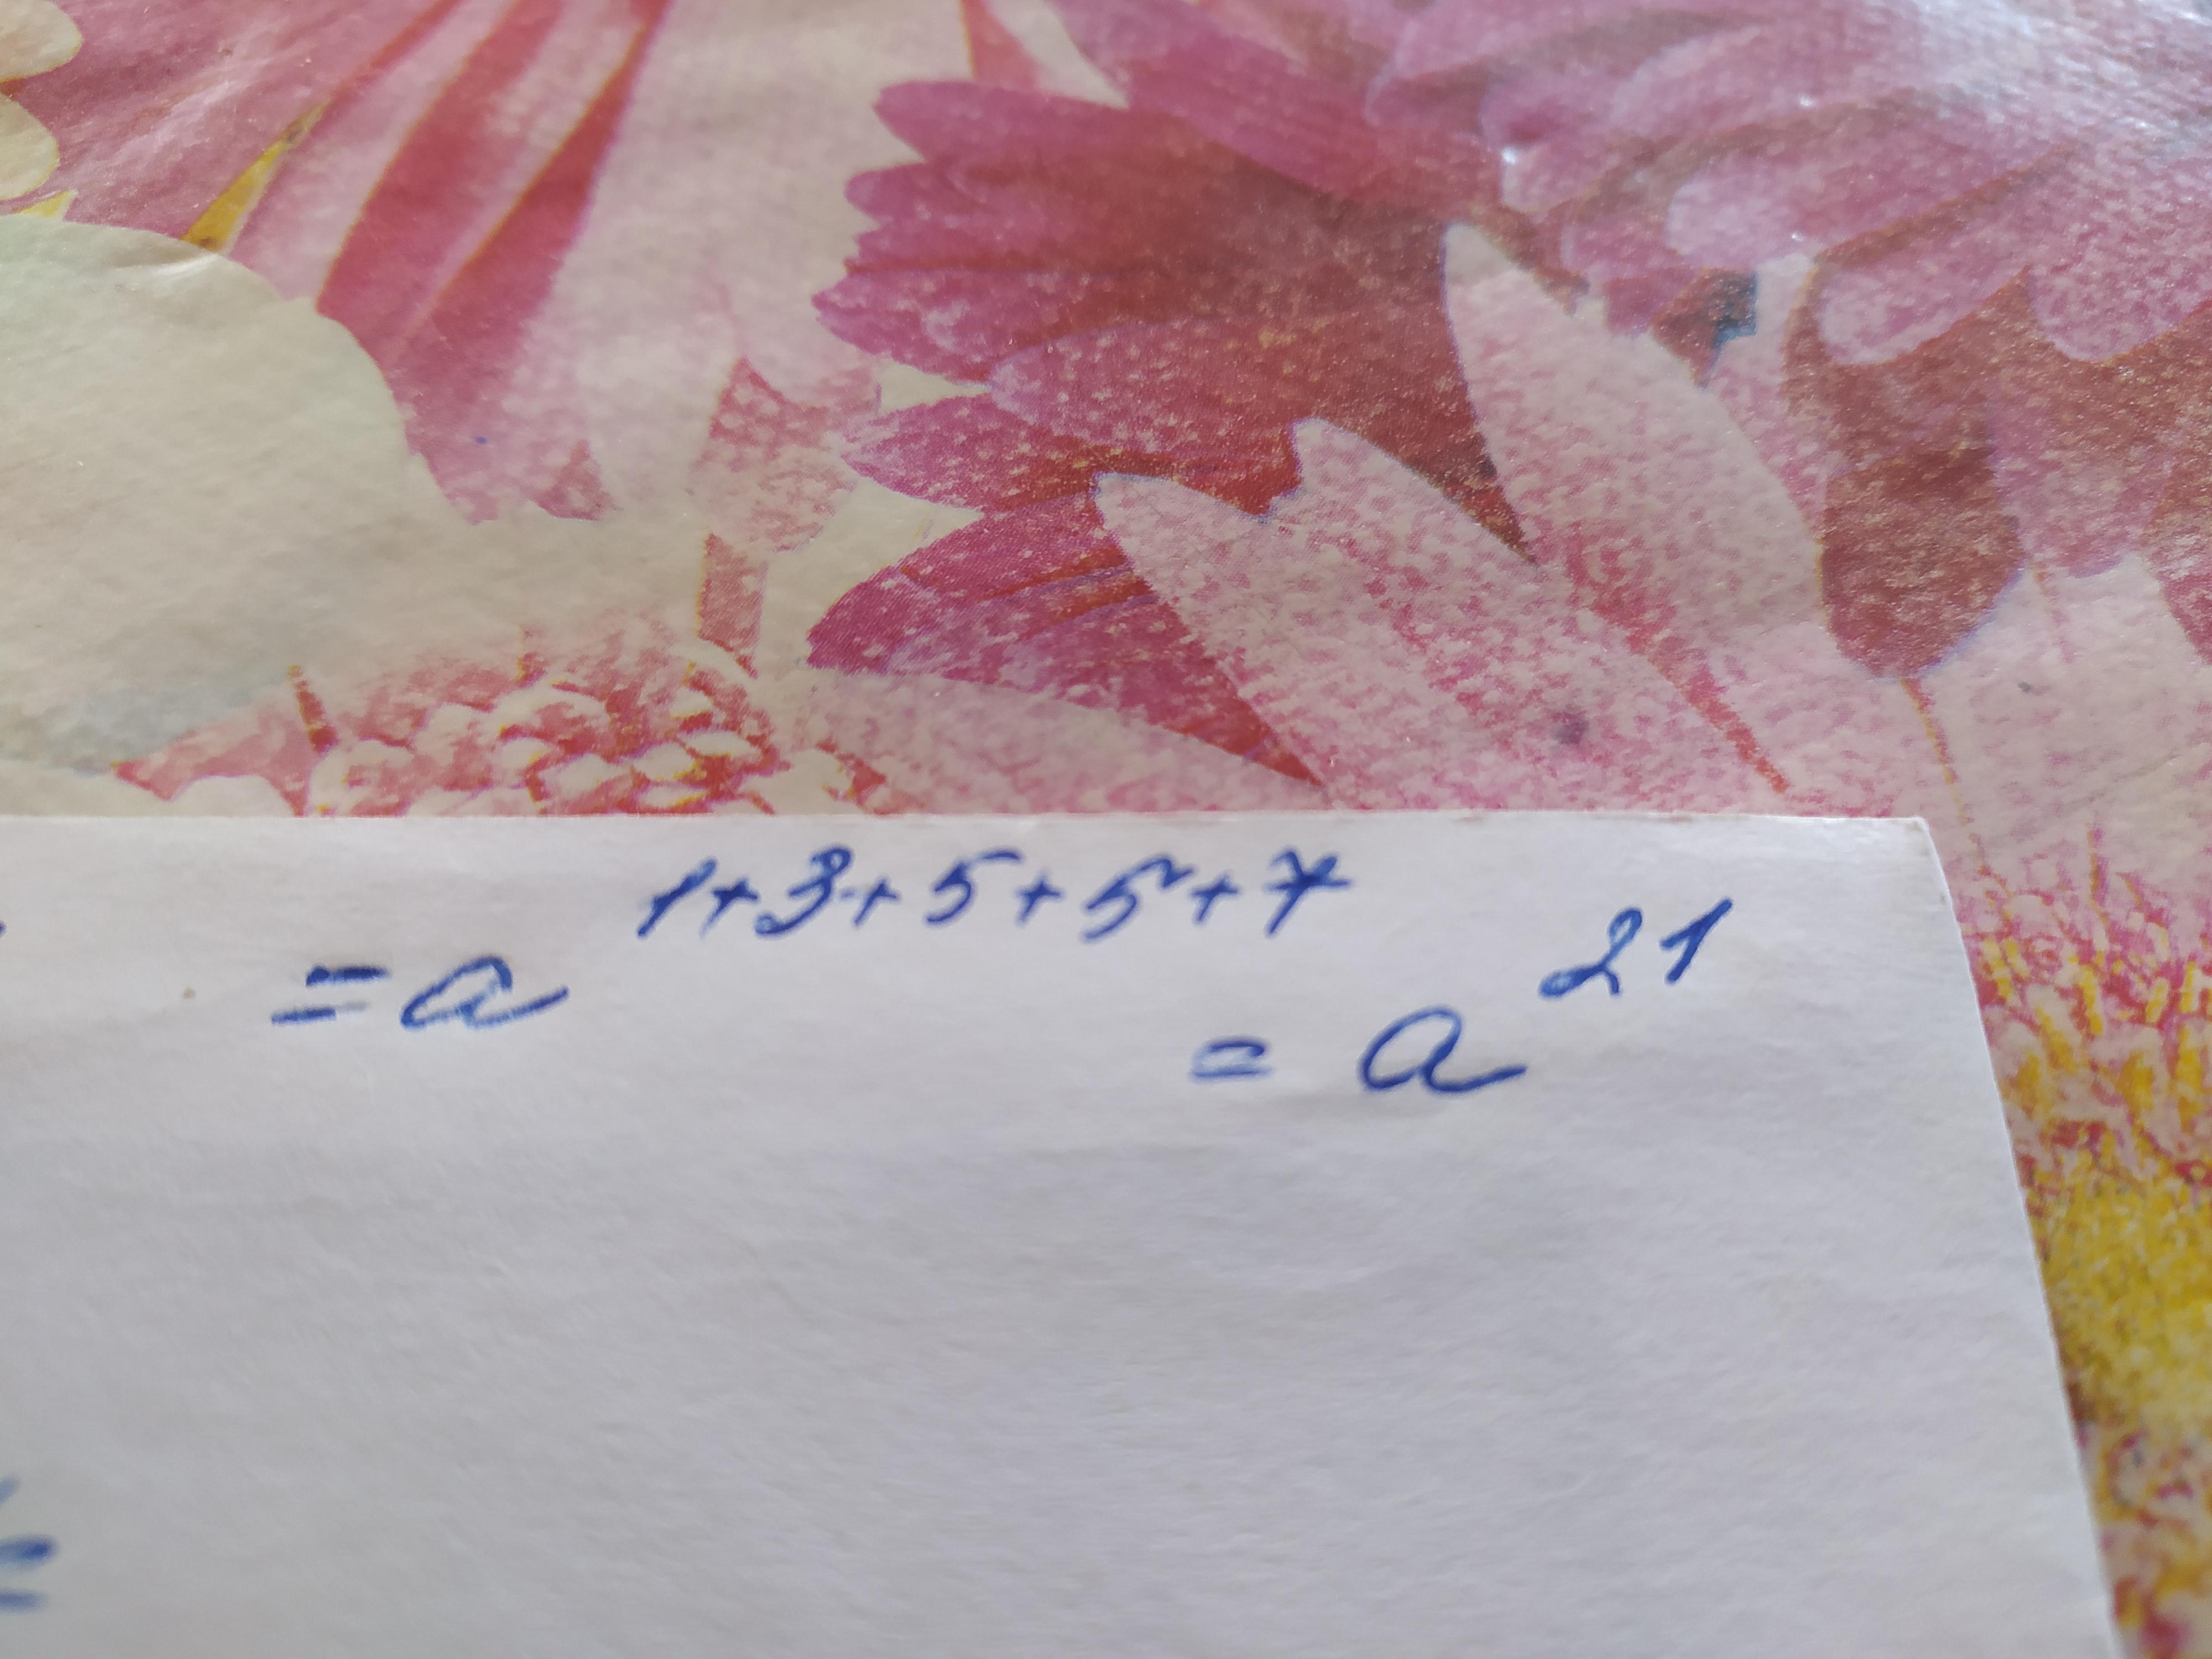 = a^{1+3+5+5+7}
= a^{21}
=